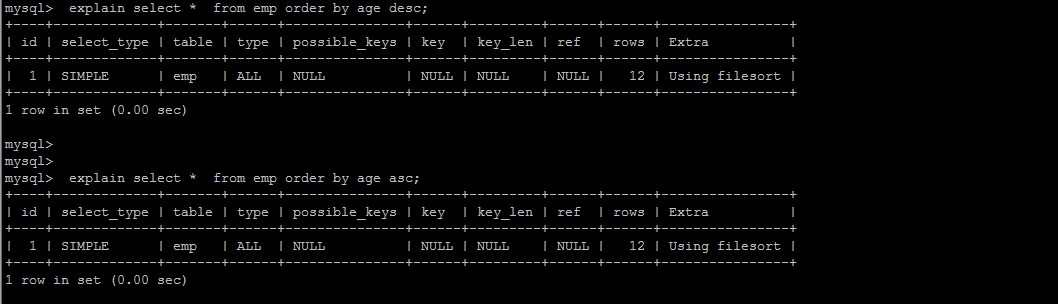 mysql>  explain select *  from emp order by age desc;
+----+-------------+-------+------+---------------+------+---------+------+------+----------------+
| id | select_type | table | type | possible_keys | key  | key_len | ref  | rows | Extra          |
+----+-------------+-------+------+---------------+------+---------+------+------+----------------+
|  1 | SIMPLE      | emp   | ALL  | NULL          | NULL | NULL    | NULL |   12 | Using filesort |
+----+-------------+-------+------+---------------+------+---------+------+------+----------------+
1 row in set (0.00 sec)

mysql>
mysql>
mysql>  explain select *  from emp order by age asc;
+----+-------------+-------+------+---------------+------+---------+------+------+----------------+
| id | select_type | table | type | possible_keys | key  | key_len | ref  | rows | Extra          |
+----+-------------+-------+------+---------------+------+---------+------+------+----------------+
|  1 | SIMPLE      | emp   | ALL  | NULL          | NULL | NULL    | NULL |   12 | Using filesort |
+----+-------------+-------+------+---------------+------+---------+------+------+----------------+
1 row in set (0.00 sec)